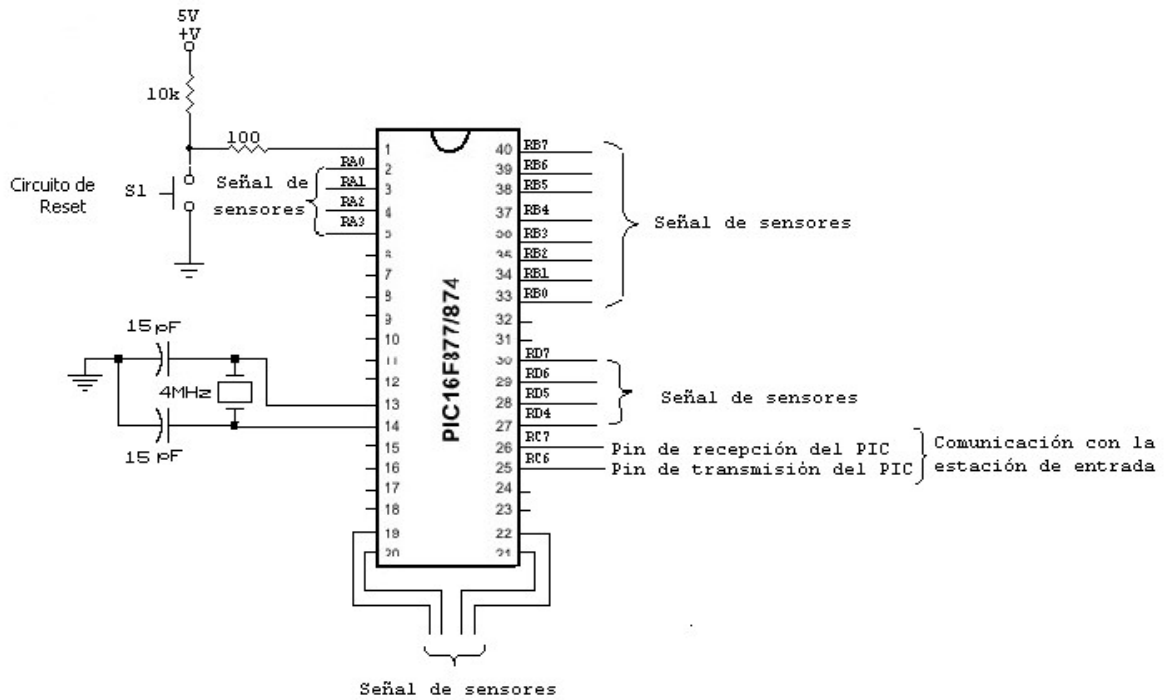 5V
+V
10k
100
Circuito de
Reset
S1
RA0
RA1
RA2
RA3
Señal de
sensores
1
2
3
4
5
6
7
8
9
10
11
12
13
14
15
16
17
18
19
20
PIC16F877/874
40
39
38
37
36
35
34
33
32
31
30
29
28
27
26
25
24
23
22
21
RB7
RB6
RB5
RB4
RB3
RB2
RB1
RB0
Señal de sensores
RD7
RD6
RD5
RD4
Señal de sensores
RC7
RC6
Pin de recepción del PIC
Pin de transmisión del PIC
Comunicación con la
estación de entrada
15 pF
4MHz
15 pF
Señal de sensores